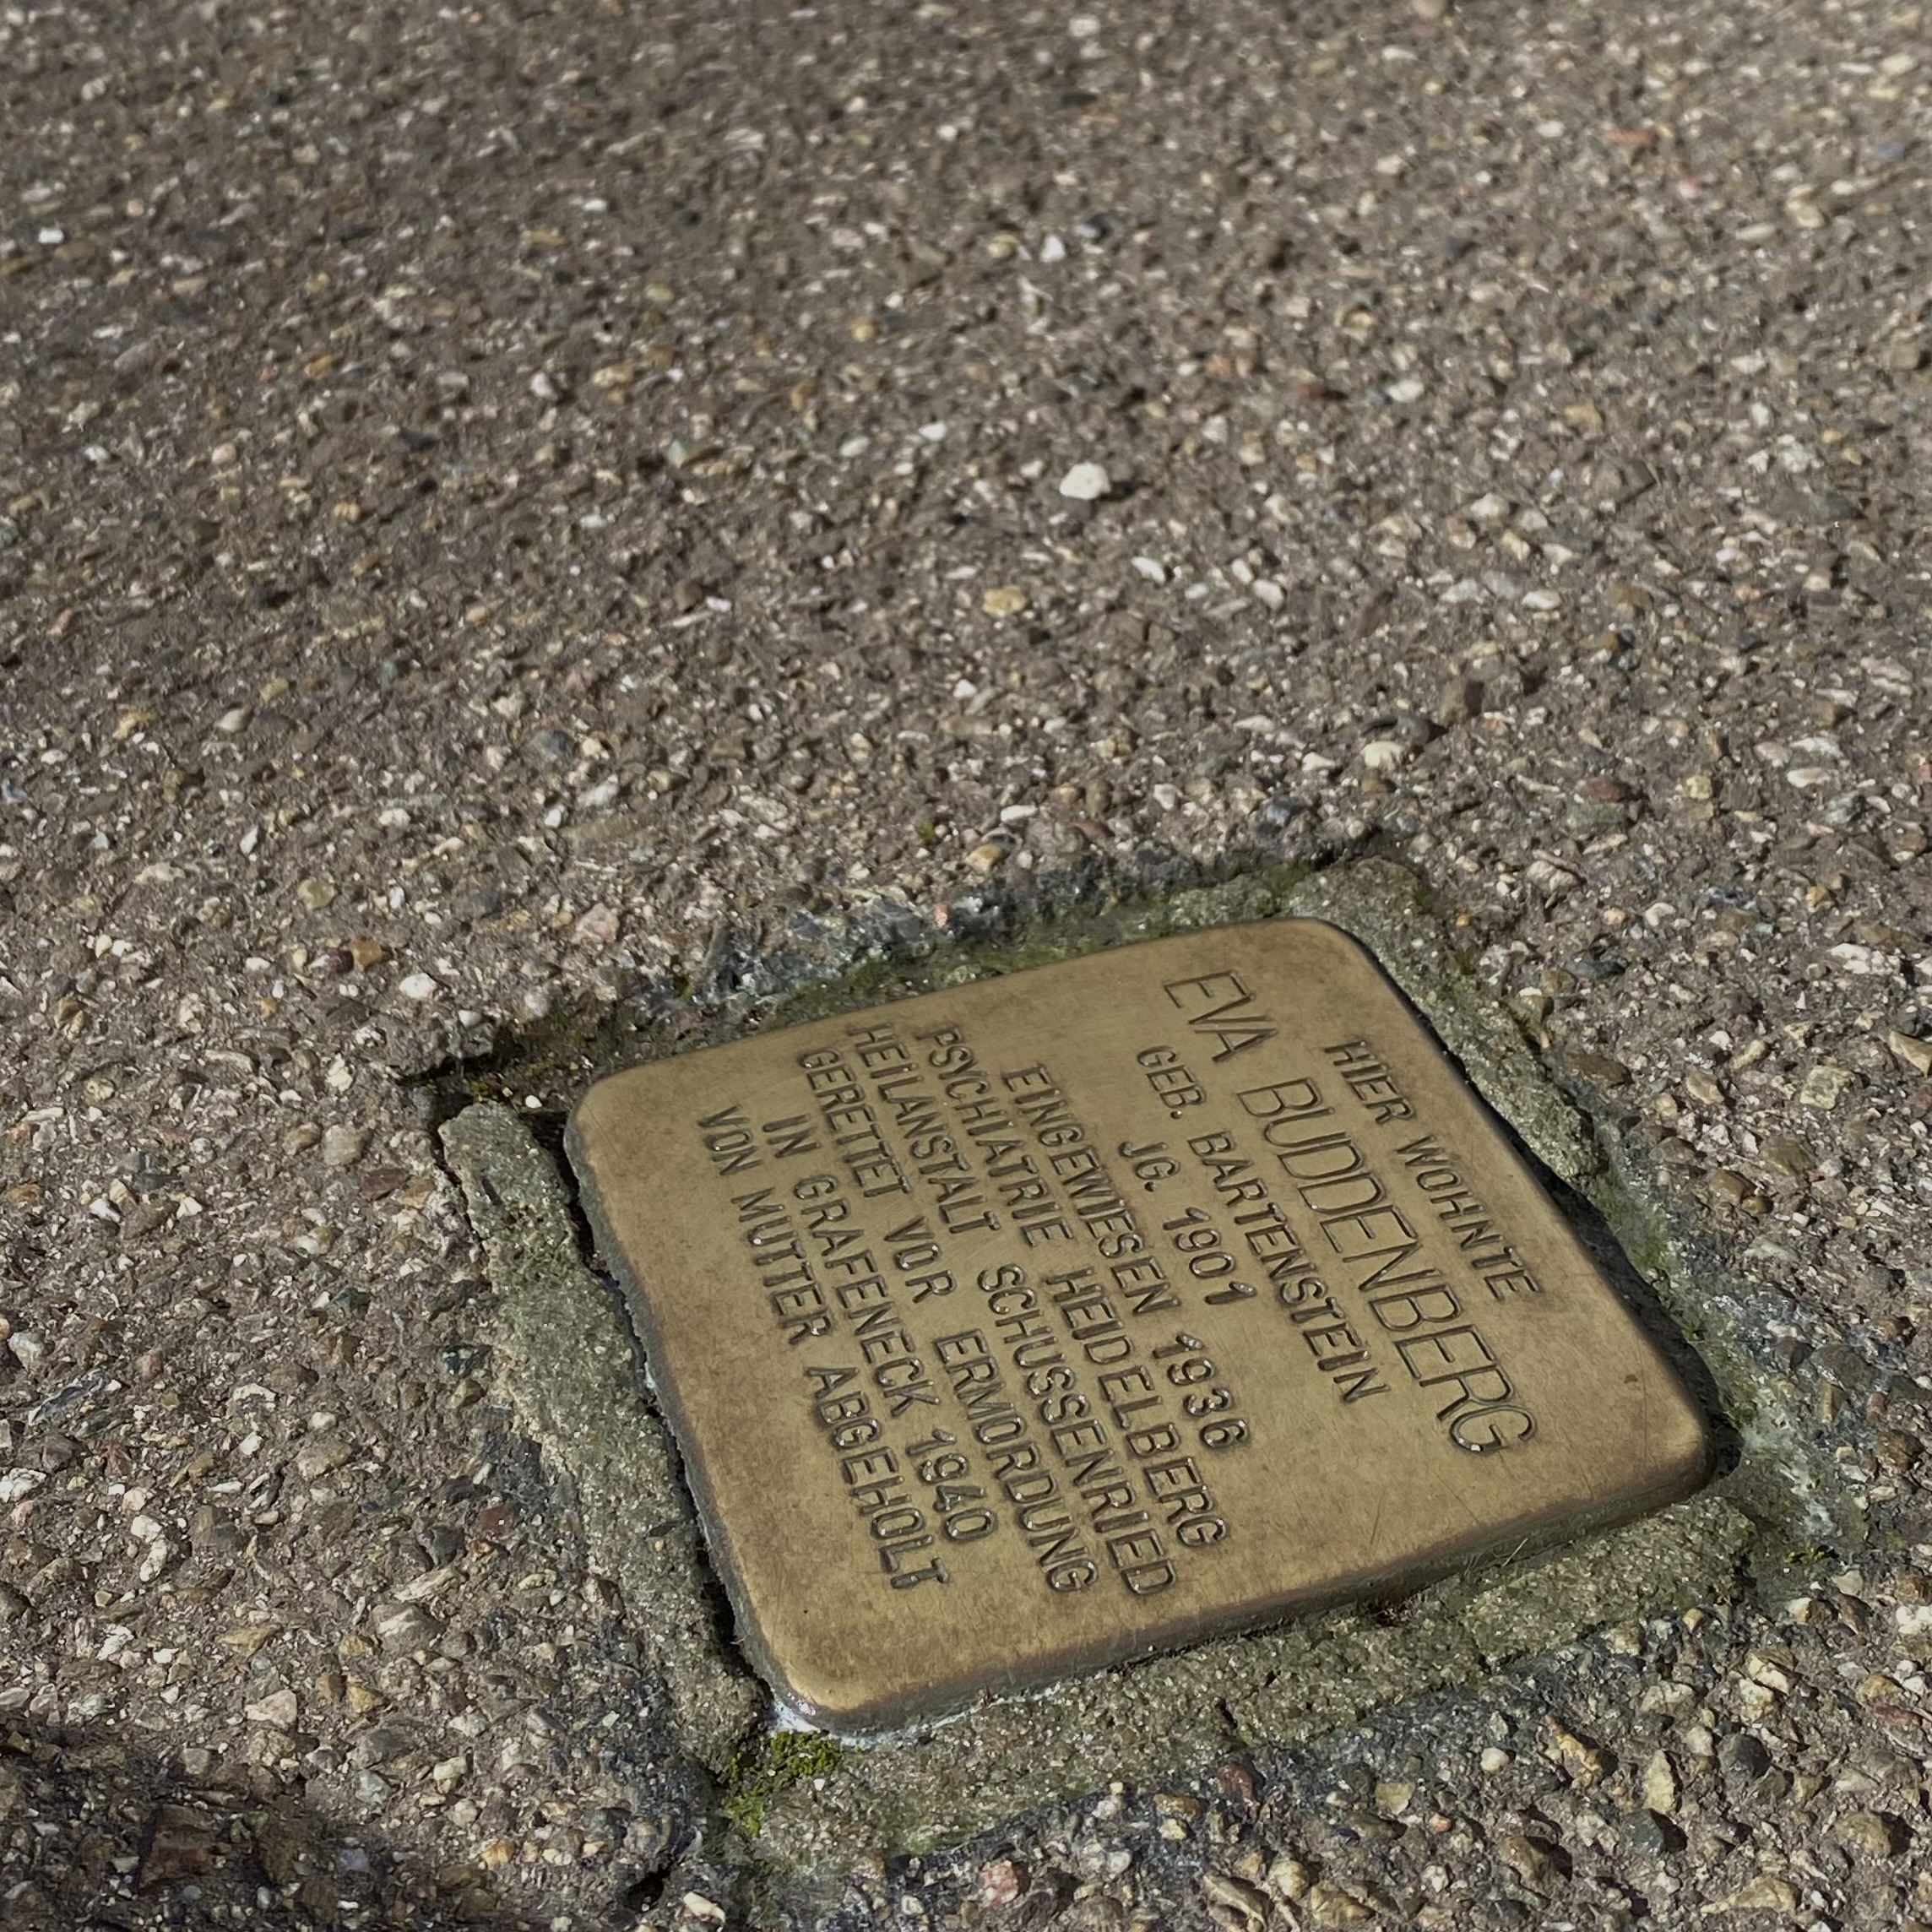 HIER WOHNTE
EVA BUDDENBERG
GEB. BARTENSTEIN
JG. 1901
EINGEWIESEN 1936
PSYCHIATRIE HEIDELBERG
HEILANSTALT SCHUSSENRIED
GERETTET VOR ERMORDUNG
IN GRAFENECK 1940
VON MUTTER ABGEHOLT